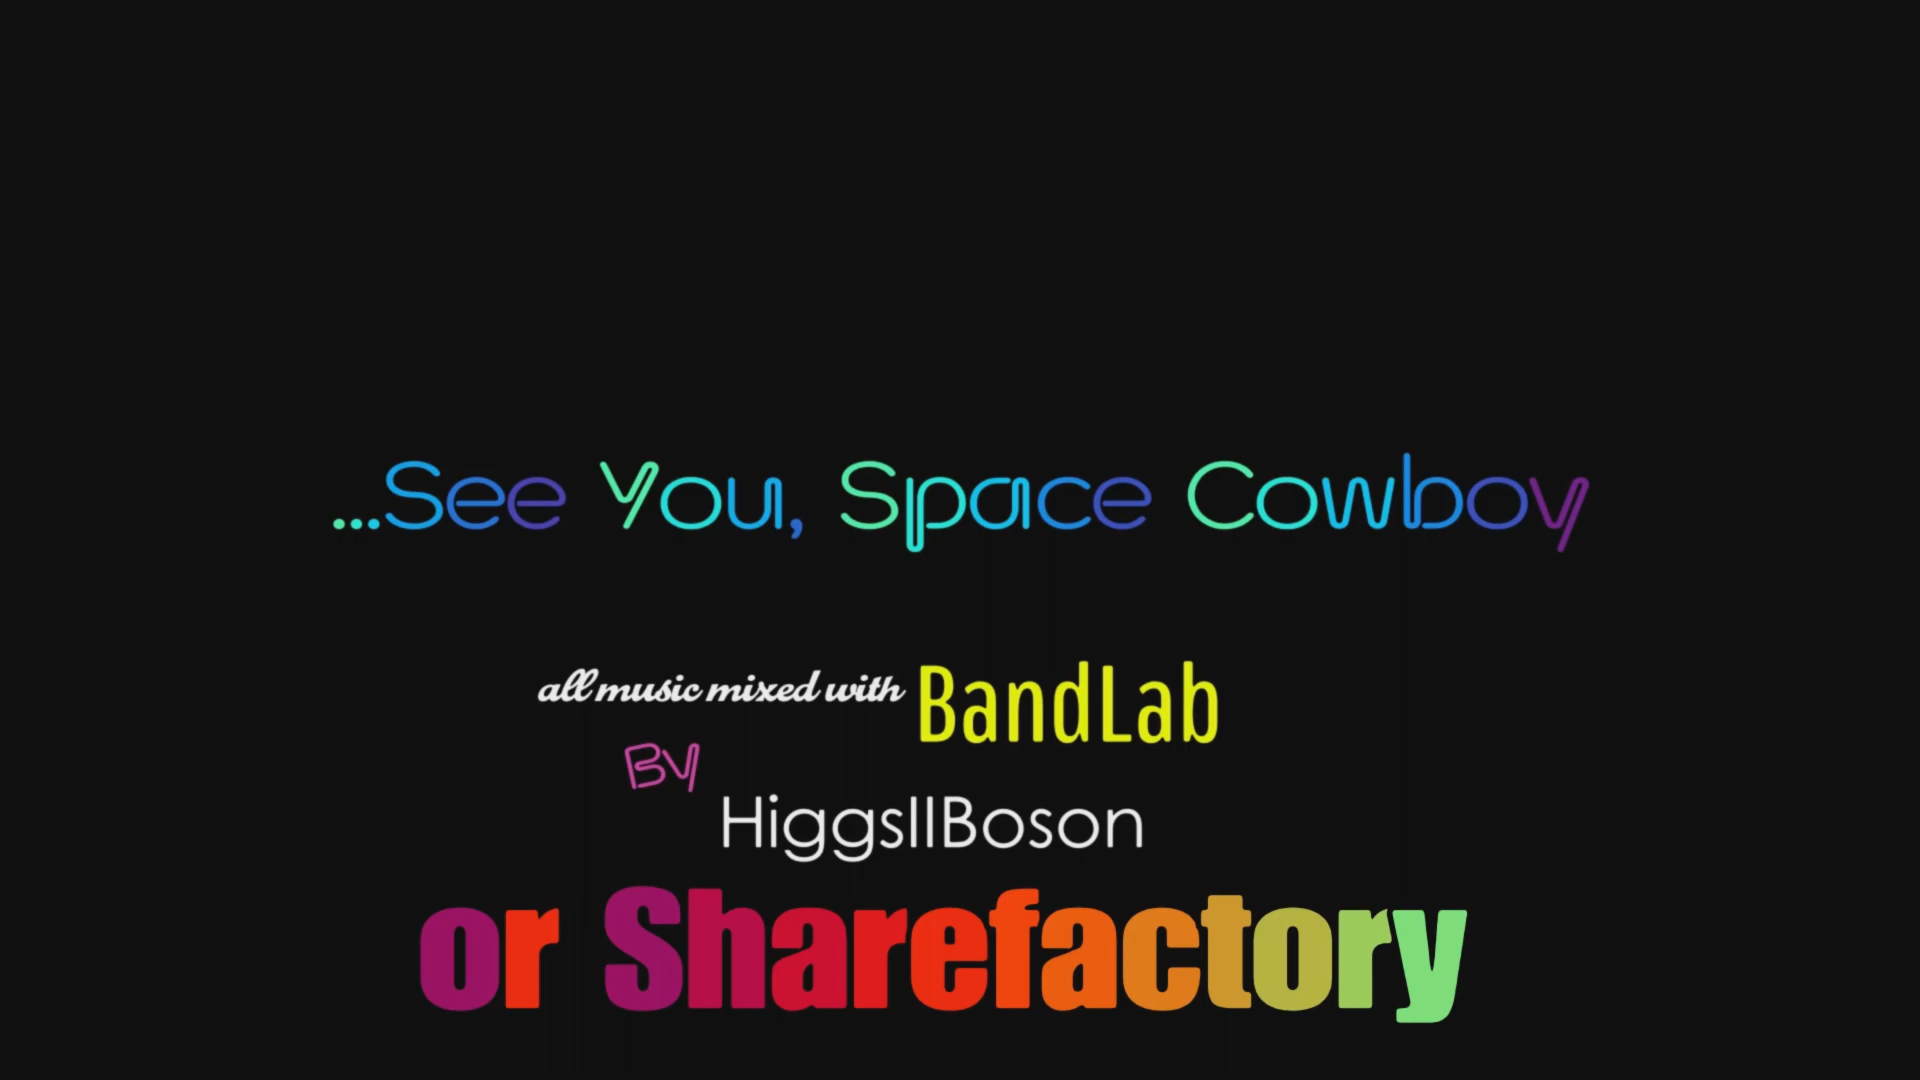 ...See You, Space Cowboy
all music mixed with BandLab
By
HiggsIIBoson
or Sharefactory